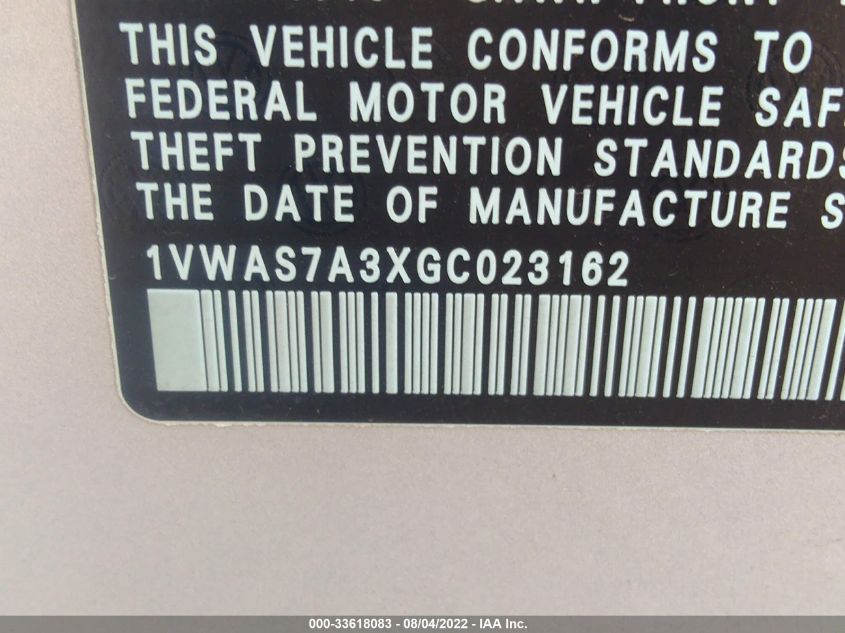 THIS VEHICLE CONFORMS TO
FEDERAL MOTOR VEHICLE SAF
THEFT PREVENTION STANDARDS
THE DATE OF MANUFACTURE S
1VWAS7A3XGC023162
000-33618083 - 08/04/2022 - IAA Inc.